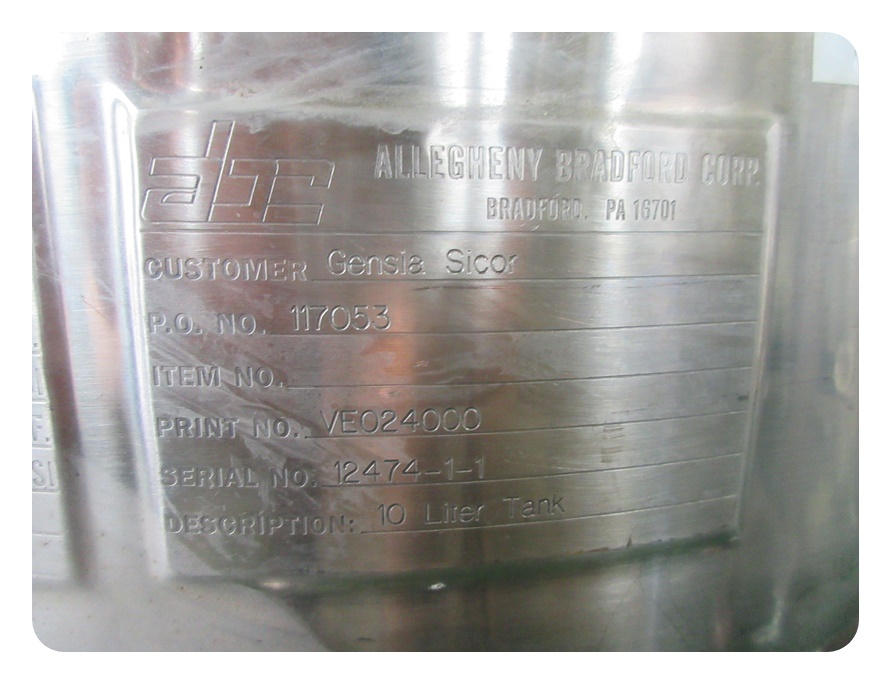 abc
ALLEGHENY BRADFORD CORP.
BRADFORD, PA 16701
CUSTOMER Gensia Sicor
P.O. NO. 117053
ITEM NO.
PRINT NO. VE024000
SERIAL NO. 12474-1-1
DESCRIPTION: 10 Liter Tank